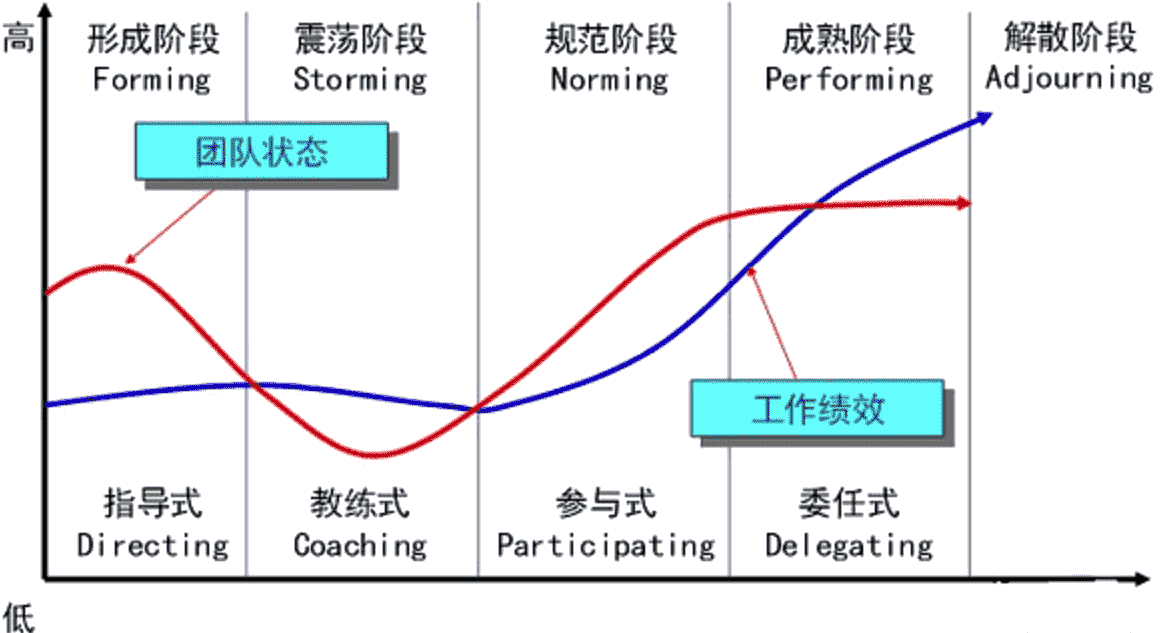 高
形成阶段
Forming
震荡阶段
Storming
规范阶段
Norming
成熟阶段
Performing
解散阶段
Adjourning
团队状态
工作绩效
指导式
Directing
教练式
Coaching
参与式
Participating
委任式
Delegating
低